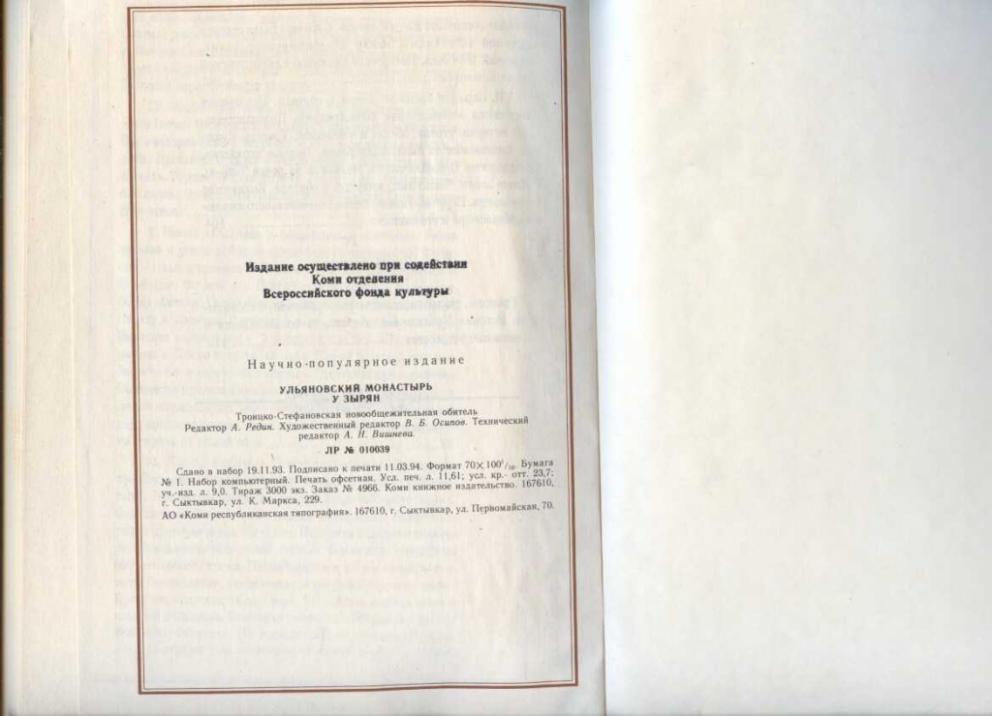 Издание осуществлено при содействии
Коми отделения
Всероссийского фонда культуры
Научно-популярное издание
УЛЬЯНОВСКИЙ МОНАСТЫРЬ
У ЗЫРЯН
Троицко-Стефановская новообщежительная обитель
Редактор А. Редин. Художественный редактор В. Б. Осипов. Технический
редактор А. Н. Вишнева.
ЛР № 010039
Сдано в набор 19.11.93. Подписано к печати 11.03.94. Формат 70×100¹/₁₆. Бумага
№ 1. Набор компьютерный. Печать офсетная. Усл. печ. л. 11,61; усл. кр.- отт. 23,7;
уч.-изд. л. 9,0. Тираж 3000 экз. Заказ № 4966. Коми книжное издательство. 167610,
г. Сыктывкар, ул. К. Маркса, 229.
АО «Коми республиканская типография». 167610, г. Сыктывкар, ул. Первомайская, 70.